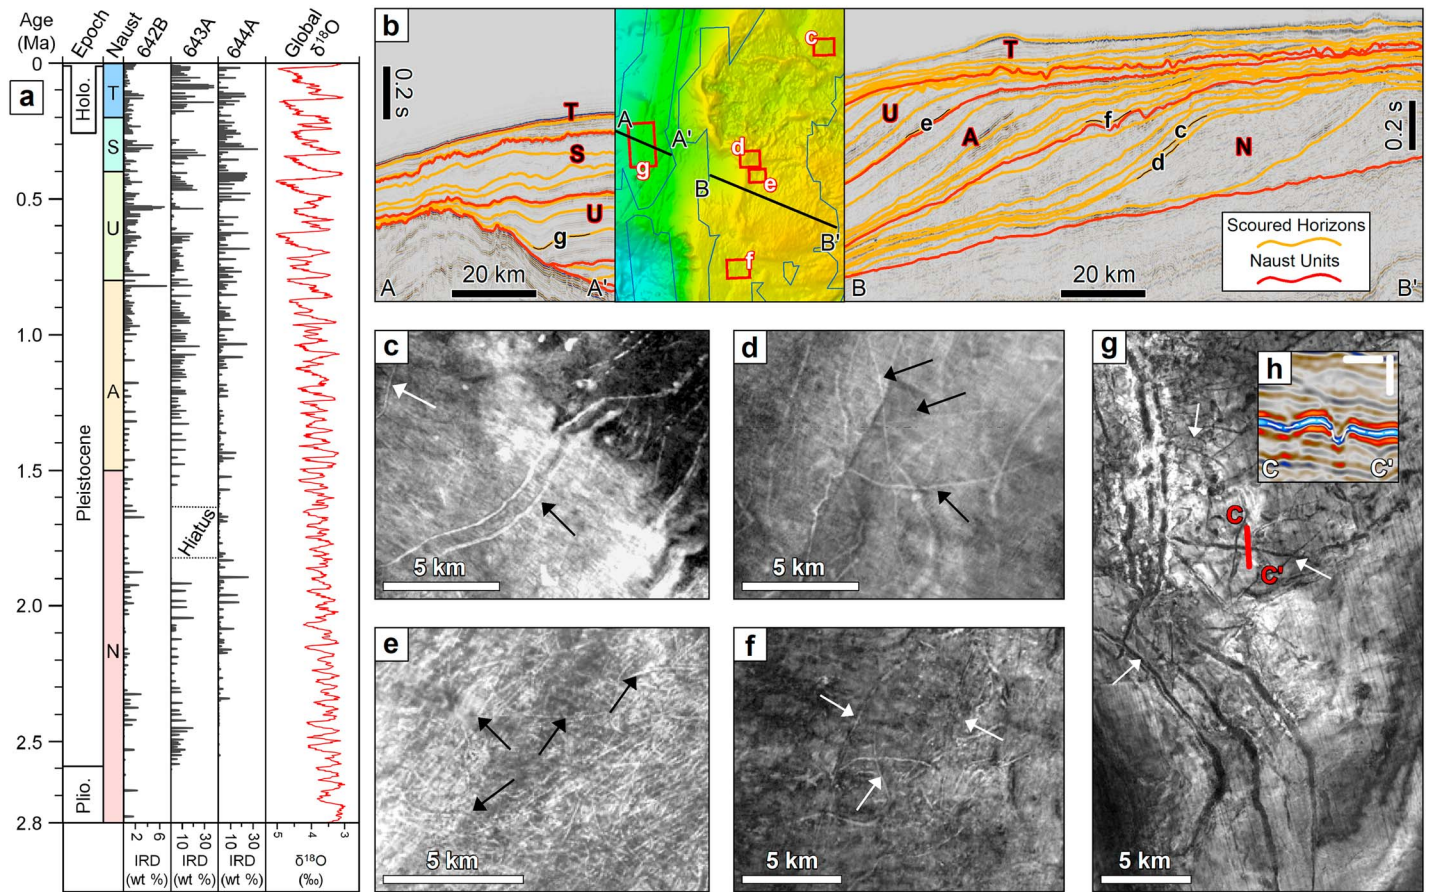 Age
(Ma)
Epoch
Naust
642B
643A
644A
Global
δ18O
a
0
0.5
1.0
1.5
2.0
2.5
2.8
Holo.
Pleistocene
Plio.
T
S
U
A
N
Hiatus
2 6
10 30
10 30
5 4 3
IRD
(wt %)
IRD
(wt %)
IRD
(wt %)
δ18O
(‰)
b
0.2 s
T
S
U
g
A
20 km
A'
A
A'
g
c
d
e
B
B'
f
T
U
e
A
f
c
d
N
0.2 s
Scoured Horizons
Naust Units
B
20 km
B'
c
5 km
d
5 km
e
5 km
f
5 km
g
C
C'
5 km
h
C
C'